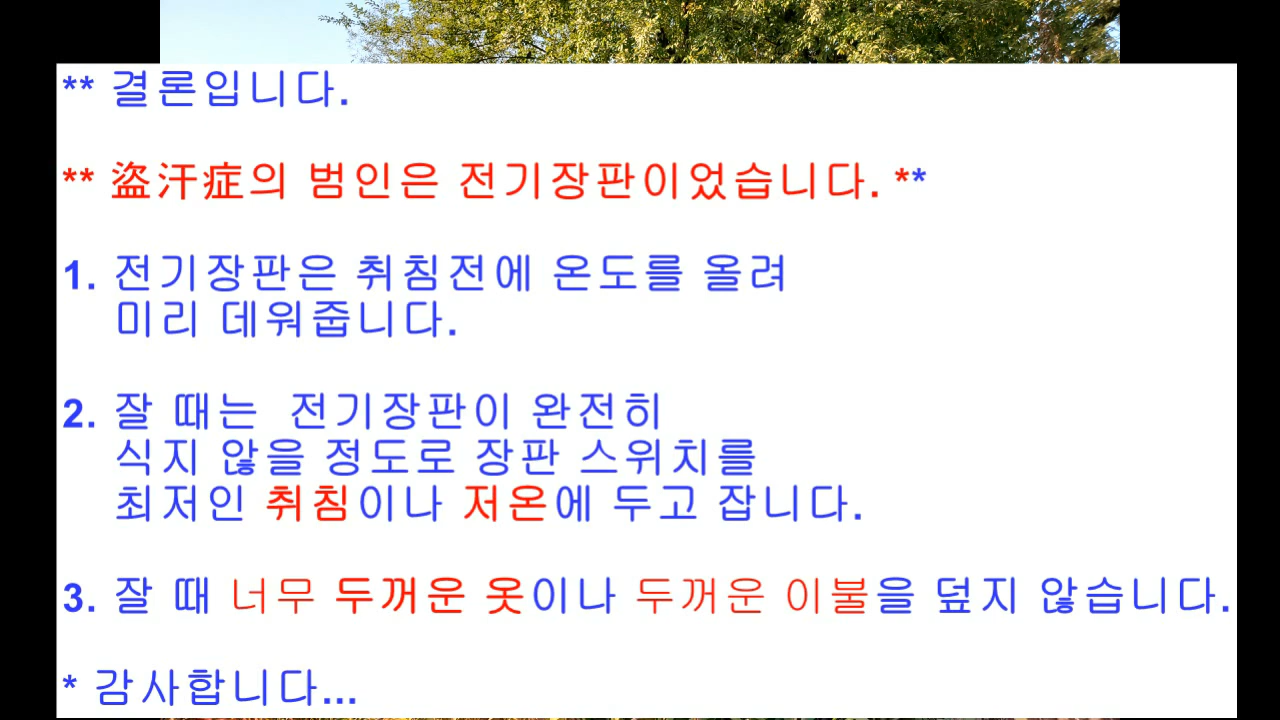 ** 결론입니다.
** 盜汗症의 범인은 전기장판이었습니다. **
1. 전기장판은 취침전에 온도를 올려
미리 데워줍니다.
2. 잘 때는 전기장판이 완전히
식지 않을 정도로 장판 스위치를
최저인 취침이나 저온에 두고 잡니다.
3. 잘 때 너무 두꺼운 옷이나 두꺼운 이불을 덮지 않습니다.
* 감사합니다...